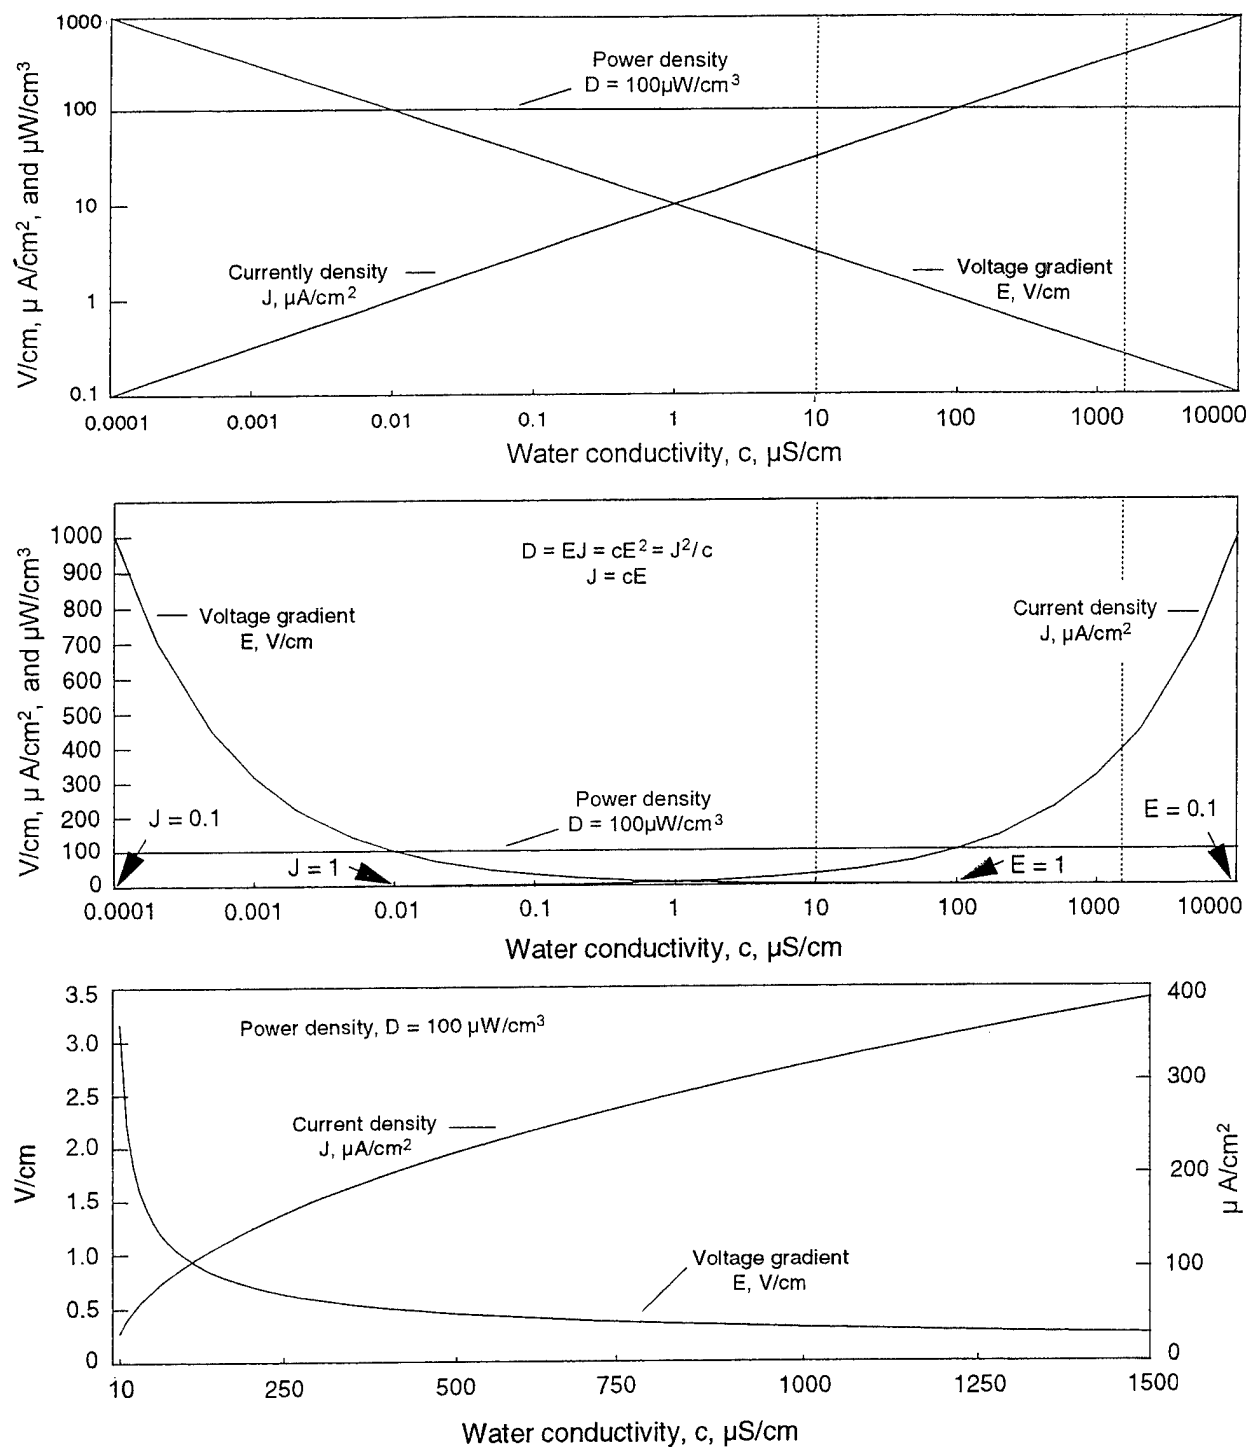 1000
100
10
1
0.1
V/cm, µ A/cm², and µW/cm³
Power density
D = 100µW/cm³
Currently density
J, µA/cm²
Voltage gradient
E, V/cm
0.0001 0.001 0.01 0.1 1 10 100 1000 10000
Water conductivity, c, µS/cm
1000
900
800
700
600
500
400
300
200
100
0
V/cm, µ A/cm², and µW/cm³
D = EJ = cE² = J²/c
J = cE
Voltage gradient
E, V/cm
Current density
J, µA/cm²
Power density
D = 100µW/cm³
J = 0.1
J = 1
E = 1
E = 0.1
0.0001 0.001 0.01 0.1 1 10 100 1000 10000
Water conductivity, c, µS/cm
3.5
3.0
2.5
2.0
1.5
1.0
0.5
0
V/cm
Power density, D = 100 µW/cm³
Current density
J, µA/cm²
Voltage gradient
E, V/cm
400
300
200
100
0
µ A/cm²
10 250 500 750 1000 1250 1500
Water conductivity, c, µS/cm